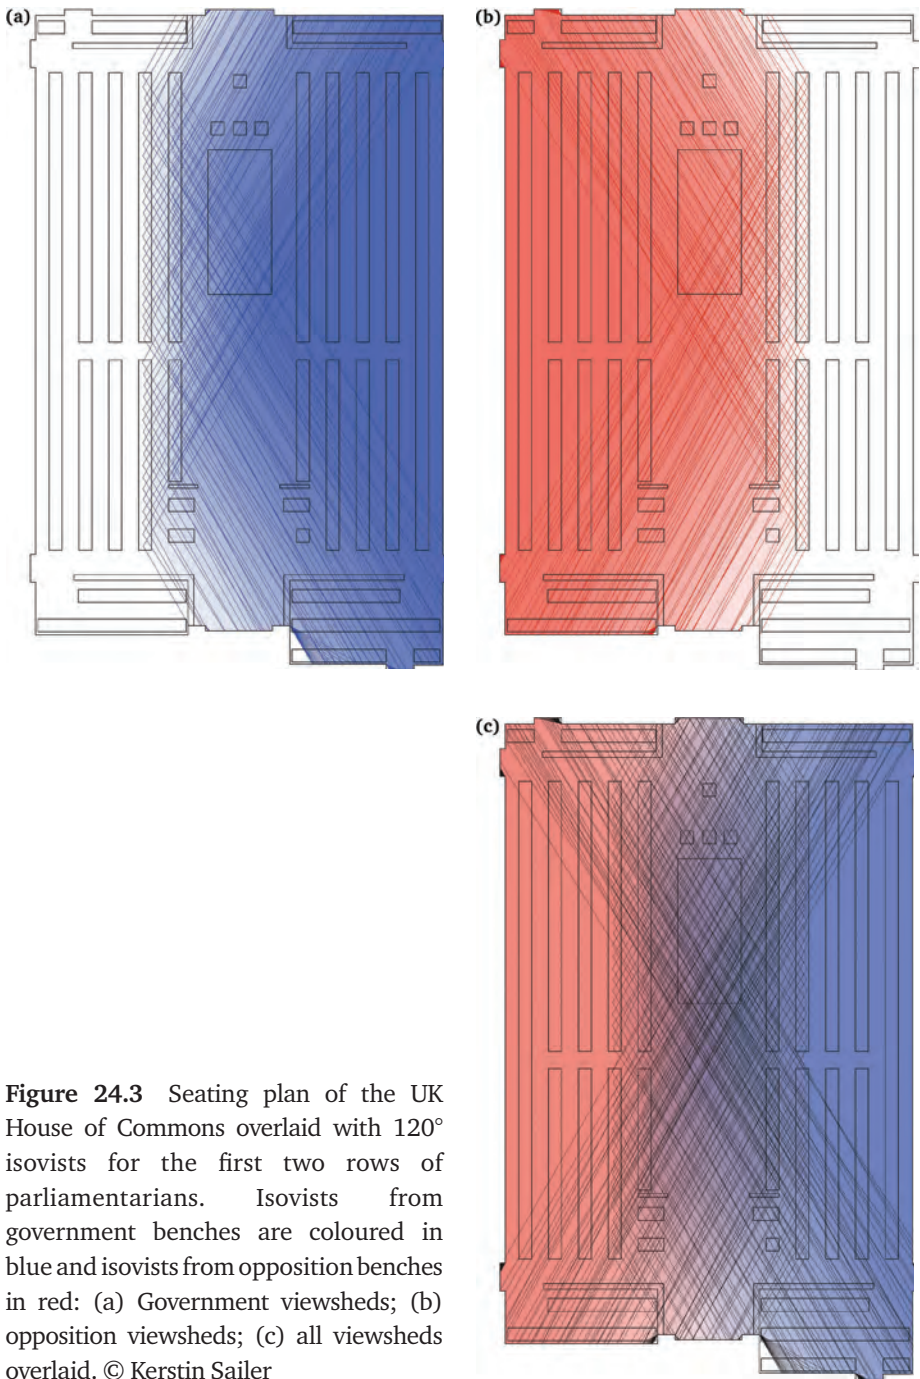 (a)
(b)
(c)
Figure 24.3 Seating plan of the UK
House of Commons overlaid with 120°
isovists for the first two rows of
parliamentarians. Isovists from
government benches are coloured in
blue and isovists from opposition benches
in red: (a) Government viewsheds; (b)
opposition viewsheds; (c) all viewsheds
overlaid. © Kerstin Sailer